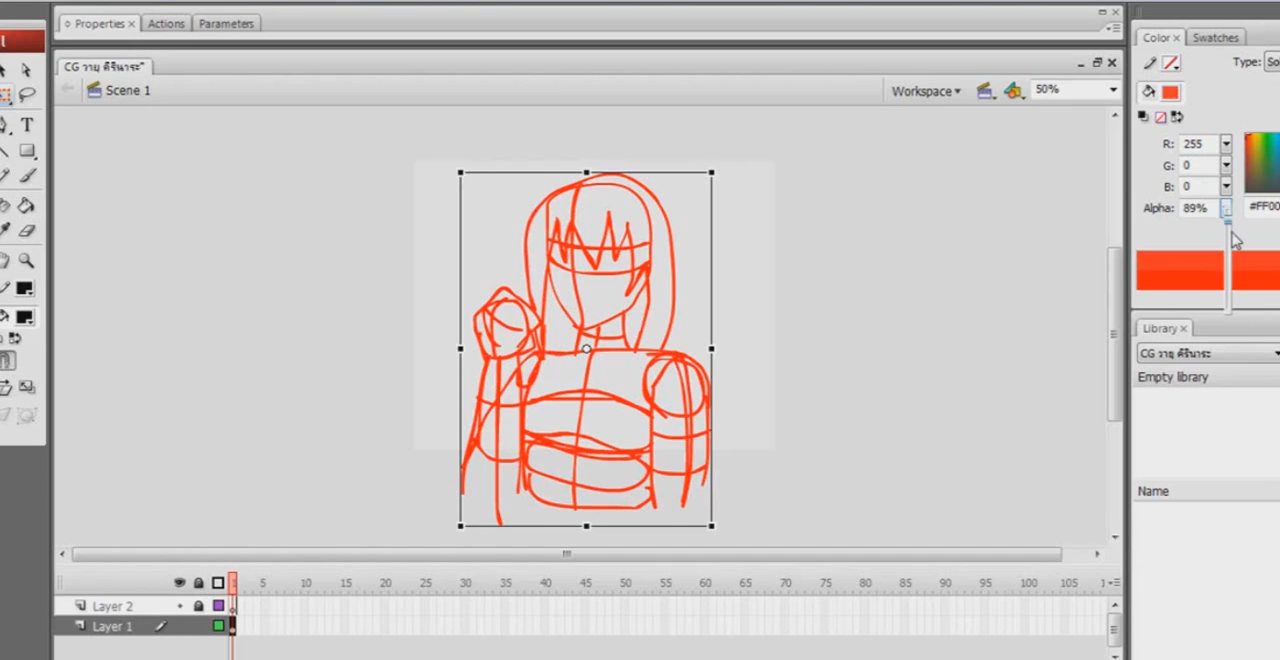 Properties × Actions Parameters
Color × Swatches
CG วายุ คีรินาระ*
Type:
Scene 1
Workspace
50%
T
R: 255
G: 0
B: 0
Alpha: 89%
#FF00
Library ×
CG วายุ คีรินาระ
Empty library
Name
1 5 10 15 20 25 30 35 40 45 50 55 60 65 70 75 80 85 90 95 100 105
Layer 2
Layer 1